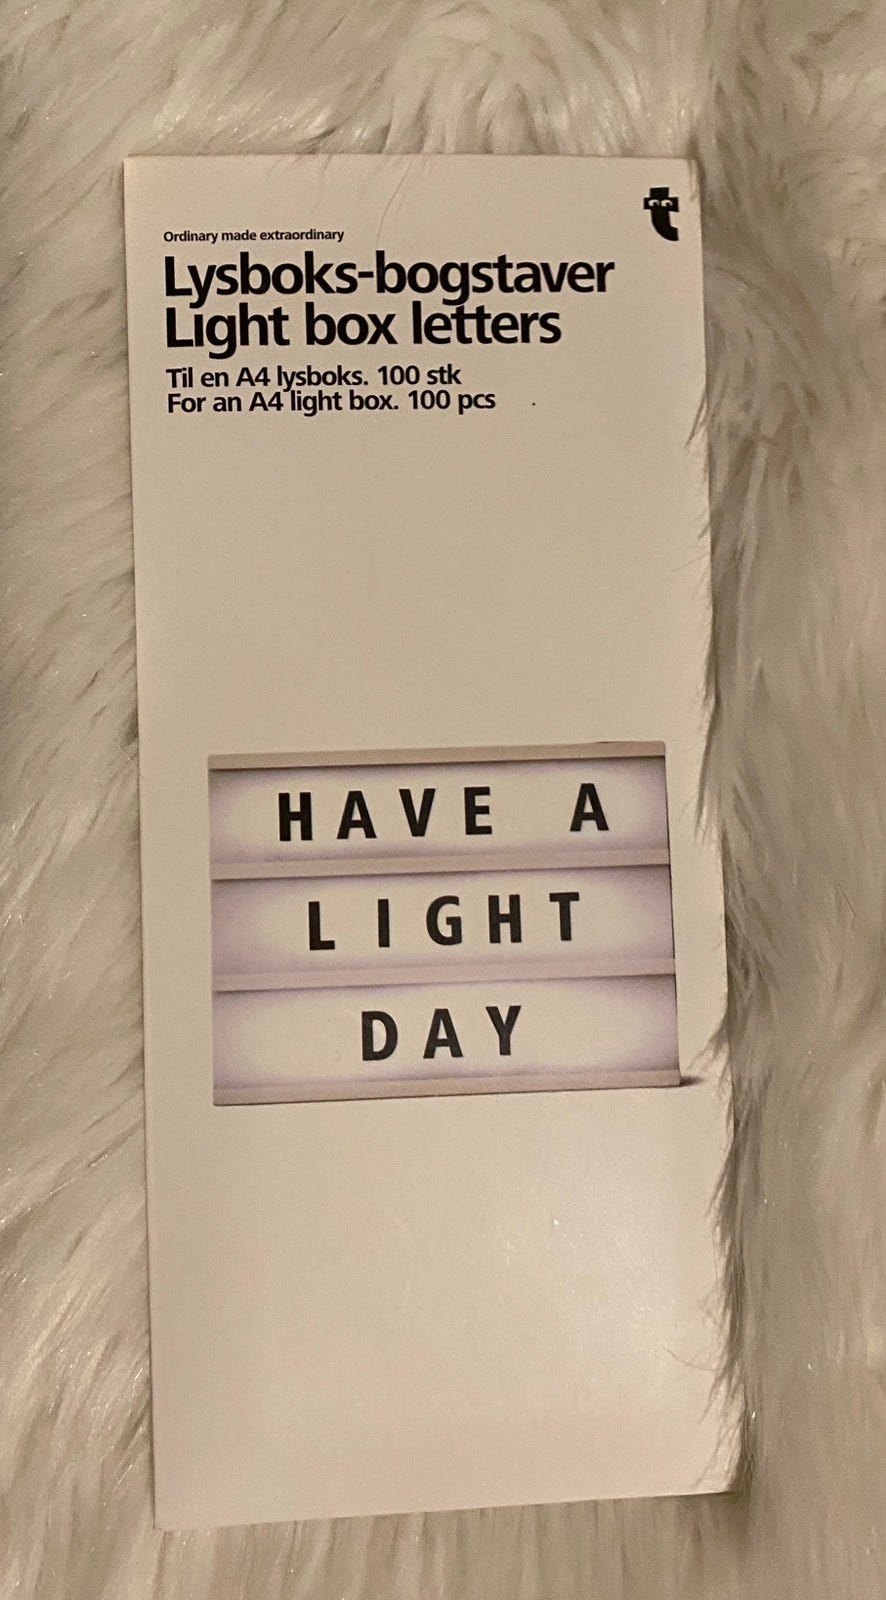 Ordinary made extraordinary
Lysboks-bogstaver
Light box letters
Til en A4 lysboks. 100 stk
For an A4 light box. 100 pcs
HAVE A
LIGHT
DAY